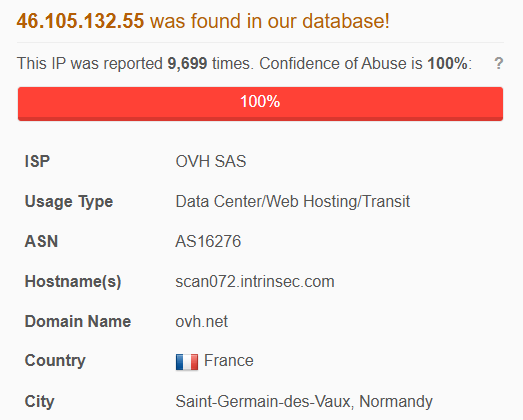 46.105.132.55 was found in our database!
This IP was reported 9,699 times. Confidence of Abuse is 100%: ?
100%
ISP OVH SAS
Usage Type Data Center/Web Hosting/Transit
ASN AS16276
Hostname(s) scan072.intrinsec.com
Domain Name ovh.net
Country France
City Saint-Germain-des-Vaux, Normandy